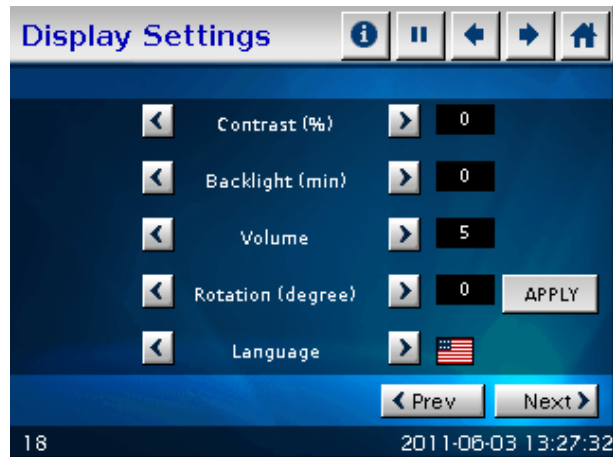 Display Settings
Contrast (%) 0
Backlight (min) 0
Volume 5
Rotation (degree) 0 APPLY
Language
Prev Next
18 2011-06-03 13:27:32